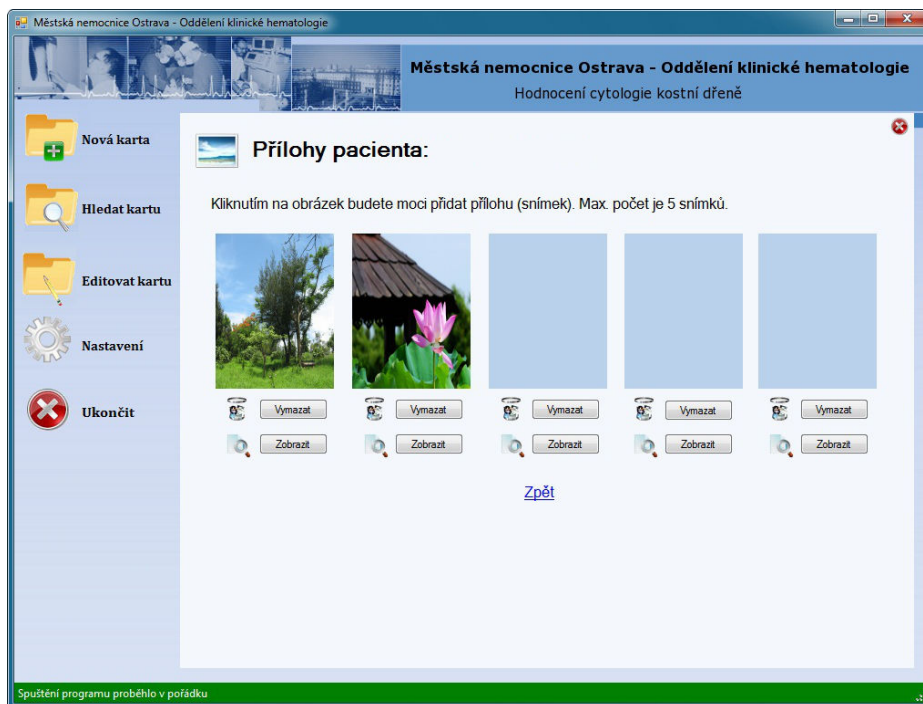 Městská nemocnice Ostrava - Oddělení klinické hematologie
Městská nemocnice Ostrava - Oddělení klinické hematologie
Hodnocení cytologie kostní dřeně
Nová karta
Hledat kartu
Editovat kartu
Nastavení
Ukončit
Přílohy pacienta:
Kliknutím na obrázek budete moci přidat přílohu (snímek). Max. počet je 5 snímků.
Vymazat Vymazat Vymazat Vymazat Vymazat
Zobrazit Zobrazit Zobrazit Zobrazit Zobrazit
Zpět
Spuštění programu proběhlo v pořádku